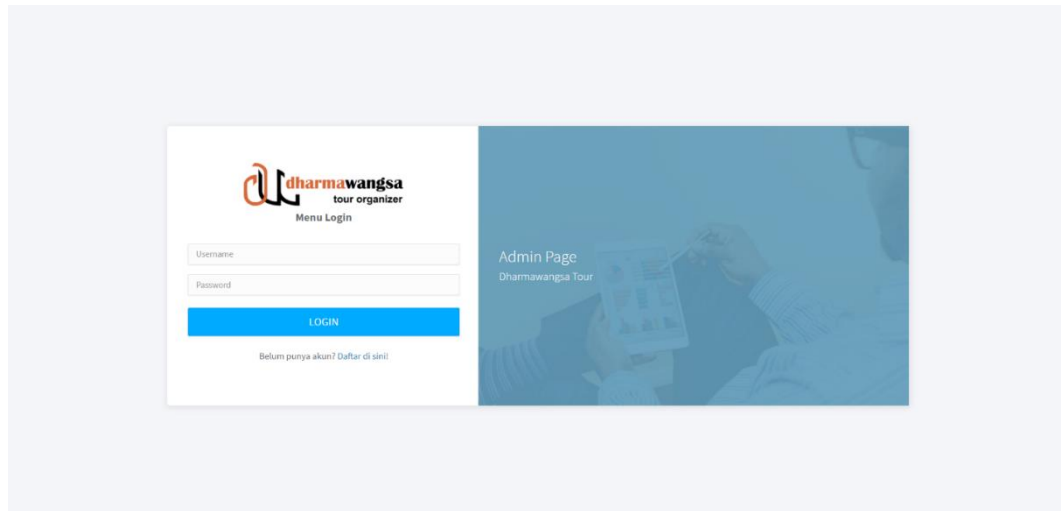 dharmawangsa
tour organizer
Menu Login
Username
Password
LOGIN
Belum punya akun? Daftar di sini!
Admin Page
Dharmawangsa Tour